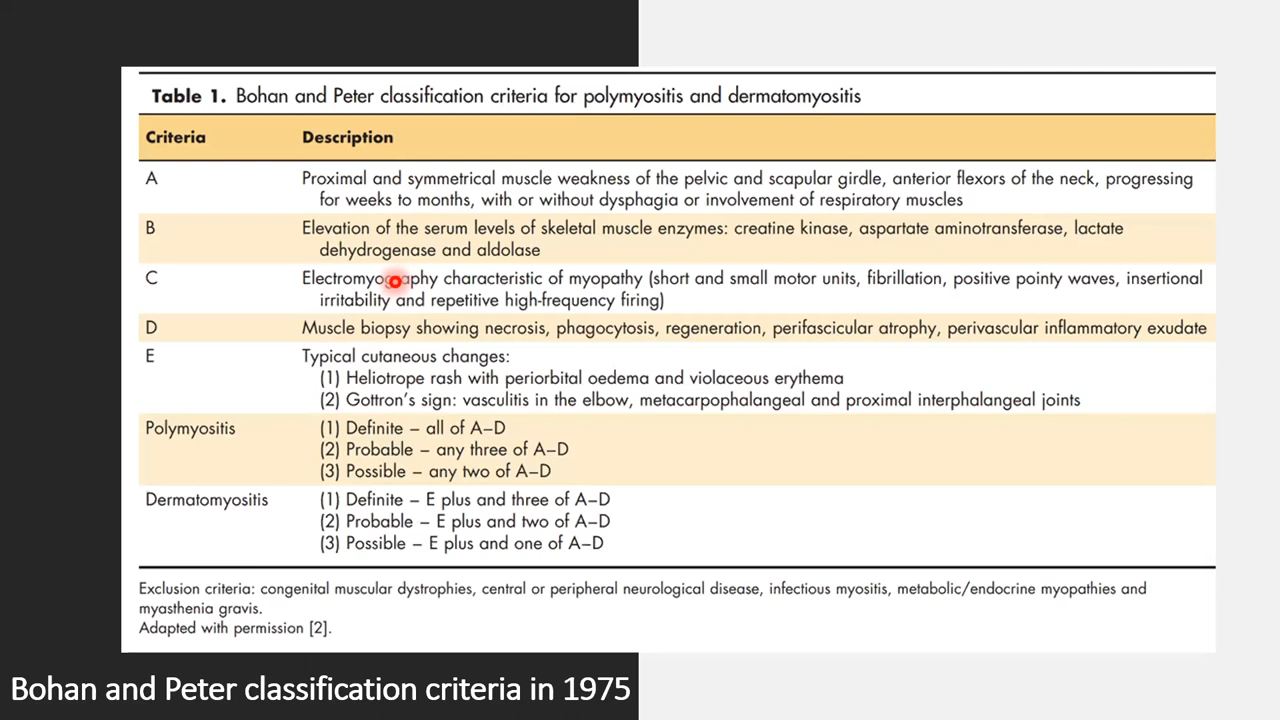 Table 1. Bohan and Peter classification criteria for polymyositis and dermatomyositis
Criteria Description
A Proximal and symmetrical muscle weakness of the pelvic and scapular girdle, anterior flexors of the neck, progressing
for weeks to months, with or without dysphagia or involvement of respiratory muscles
B Elevation of the serum levels of skeletal muscle enzymes: creatine kinase, aspartate aminotransferase, lactate
dehydrogenase and aldolase
C Electromyography characteristic of myopathy (short and small motor units, fibrillation, positive pointy waves, insertional
irritability and repetitive high-frequency firing)
D Muscle biopsy showing necrosis, phagocytosis, regeneration, perifascicular atrophy, perivascular inflammatory exudate
E Typical cutaneous changes:
(1) Heliotrope rash with periorbital oedema and violaceous erythema
(2) Gottron's sign: vasculitis in the elbow, metacarpophalangeal and proximal interphalangeal joints
Polymyositis (1) Definite – all of A–D
(2) Probable – any three of A–D
(3) Possible – any two of A–D
Dermatomyositis (1) Definite – E plus and three of A–D
(2) Probable – E plus and two of A–D
(3) Possible – E plus and one of A–D
Exclusion criteria: congenital muscular dystrophies, central or peripheral neurological disease, infectious myositis, metabolic/endocrine myopathies and
myasthenia gravis.
Adapted with permission [2].
Bohan and Peter classification criteria in 1975